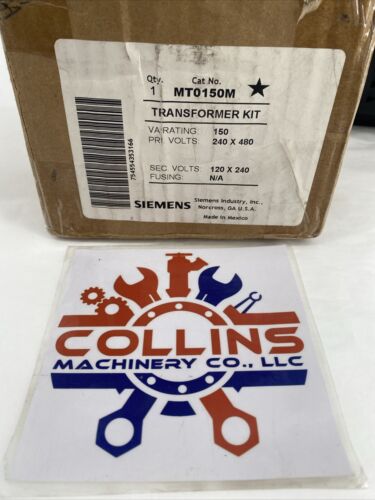 Qty. Cat No.
1 MT0150M
TRANSFORMER KIT
VA RATING: 150
PRI. VOLTS: 240 X 480
SEC. VOLTS: 120 X 240
FUSING: N/A
SIEMENS Siemens Industry, Inc.,
Norcross, GA U.S.A.
Made in Mexico
754554353166
COLLINS
MACHINERY CO., LLC